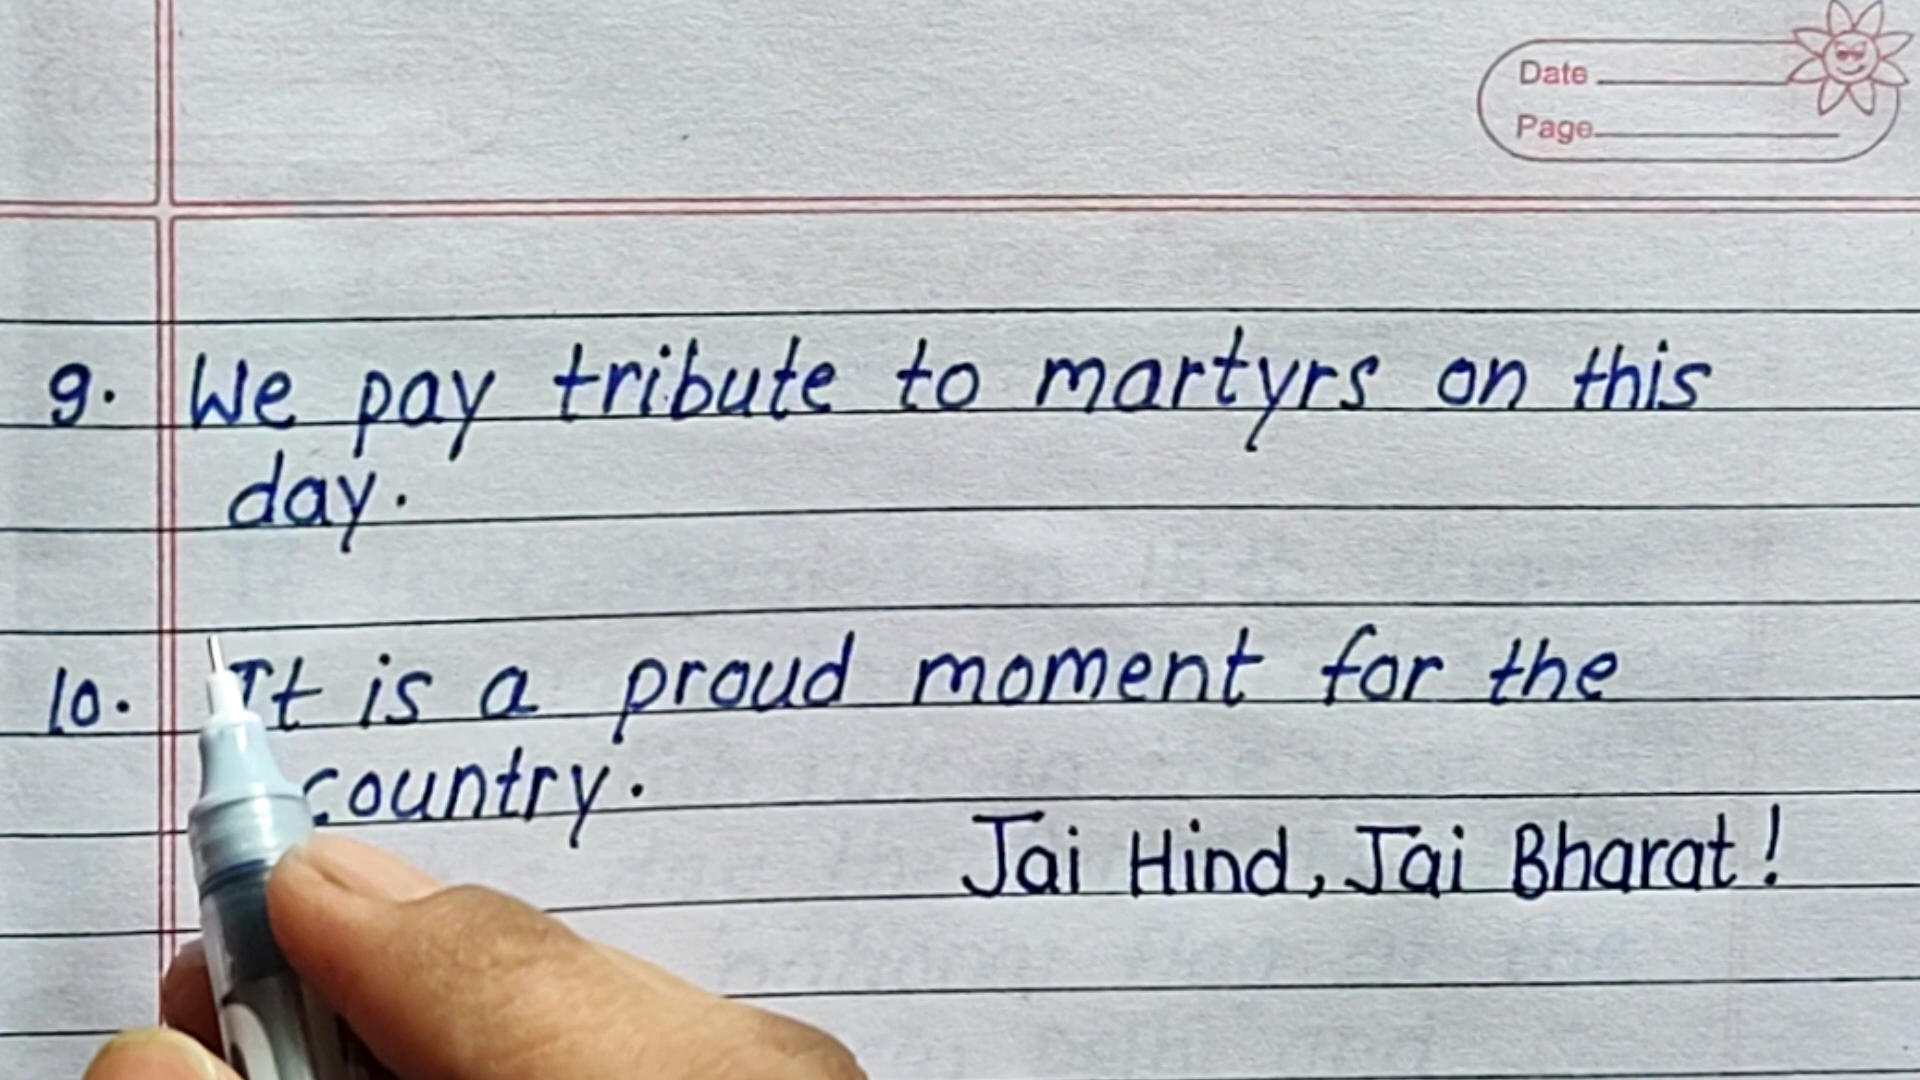 Date
Page
9. We pay tribute to martyrs on this
day.
10. It is a proud moment for the
country.
Jai Hind, Jai Bharat!